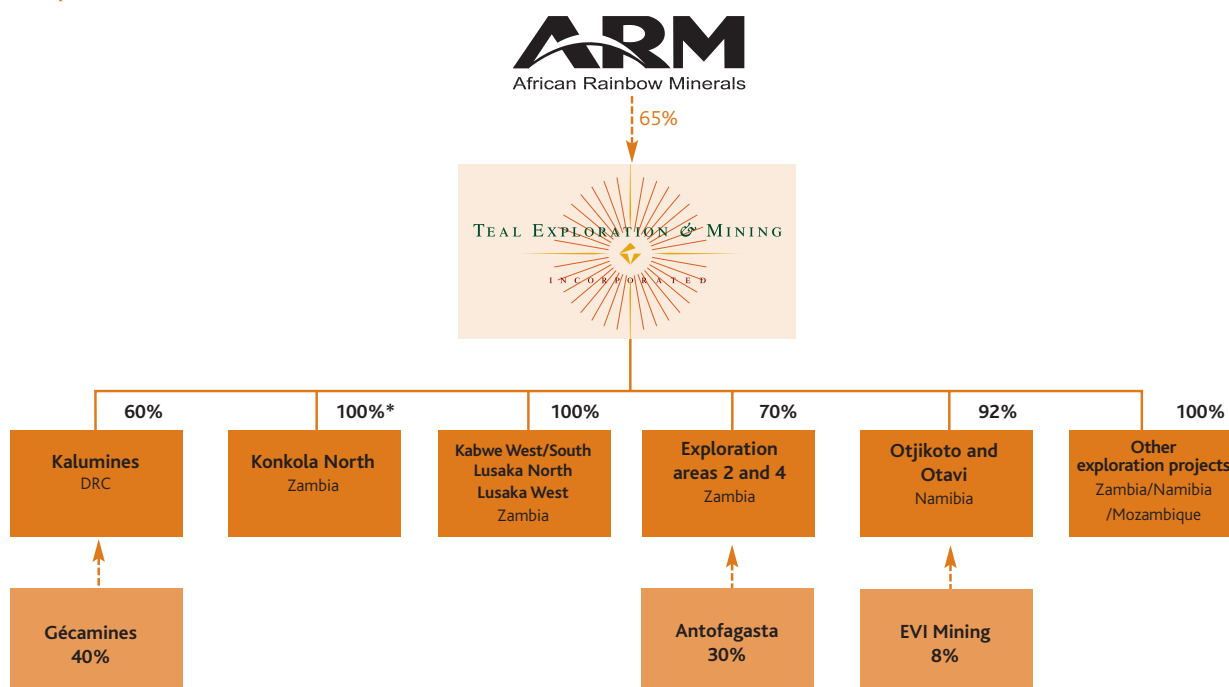 ARM
African Rainbow Minerals
65%
TEAL EXPLORATION & MINING
INCORPORATED
60%
100%*
100%
70%
92%
100%
Kalumines
DRC
Konkola North
Zambia
Kabwe West/South
Lusaka North
Lusaka West
Zambia
Exploration
areas 2 and 4
Zambia
Otjikoto and
Otavi
Namibia
Other
exploration projects
Zambia/Namibia
/Mozambique
Gécamines
40%
Antofagasta
30%
EVI Mining
8%